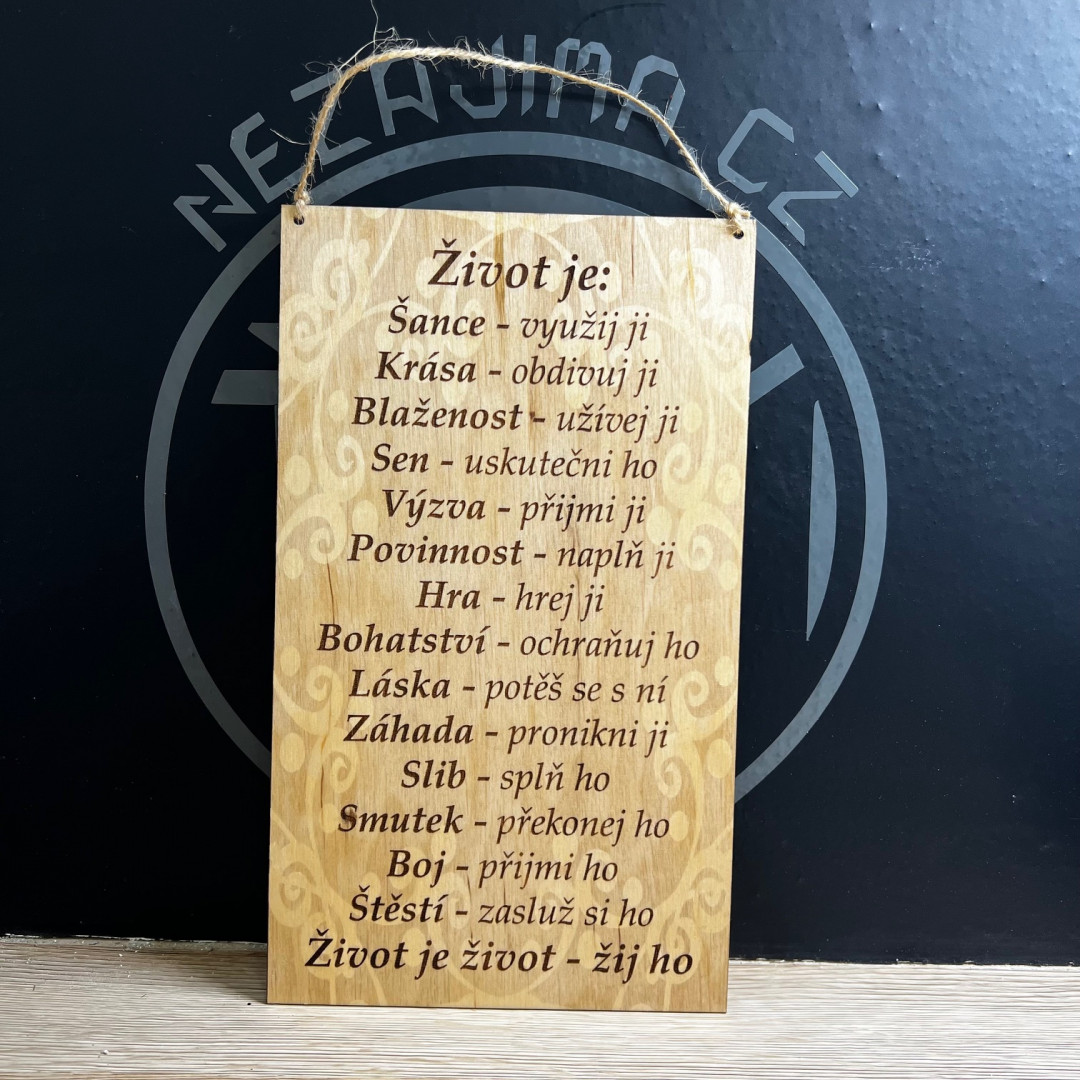 NEZAJIMA.CZ
Život je:
Šance - využij ji
Krása - obdivuj ji
Blaženost - užívej ji
Sen - uskutečni ho
Výzva - přijmi ji
Povinnost - naplň ji
Hra - hrej ji
Bohatství - ochraňuj ho
Láska - potěš se s ní
Záhada - pronikni ji
Slib - splň ho
Smutek - překonej ho
Boj - přijmi ho
Štěstí - zasluž si ho
Život je život - žij ho